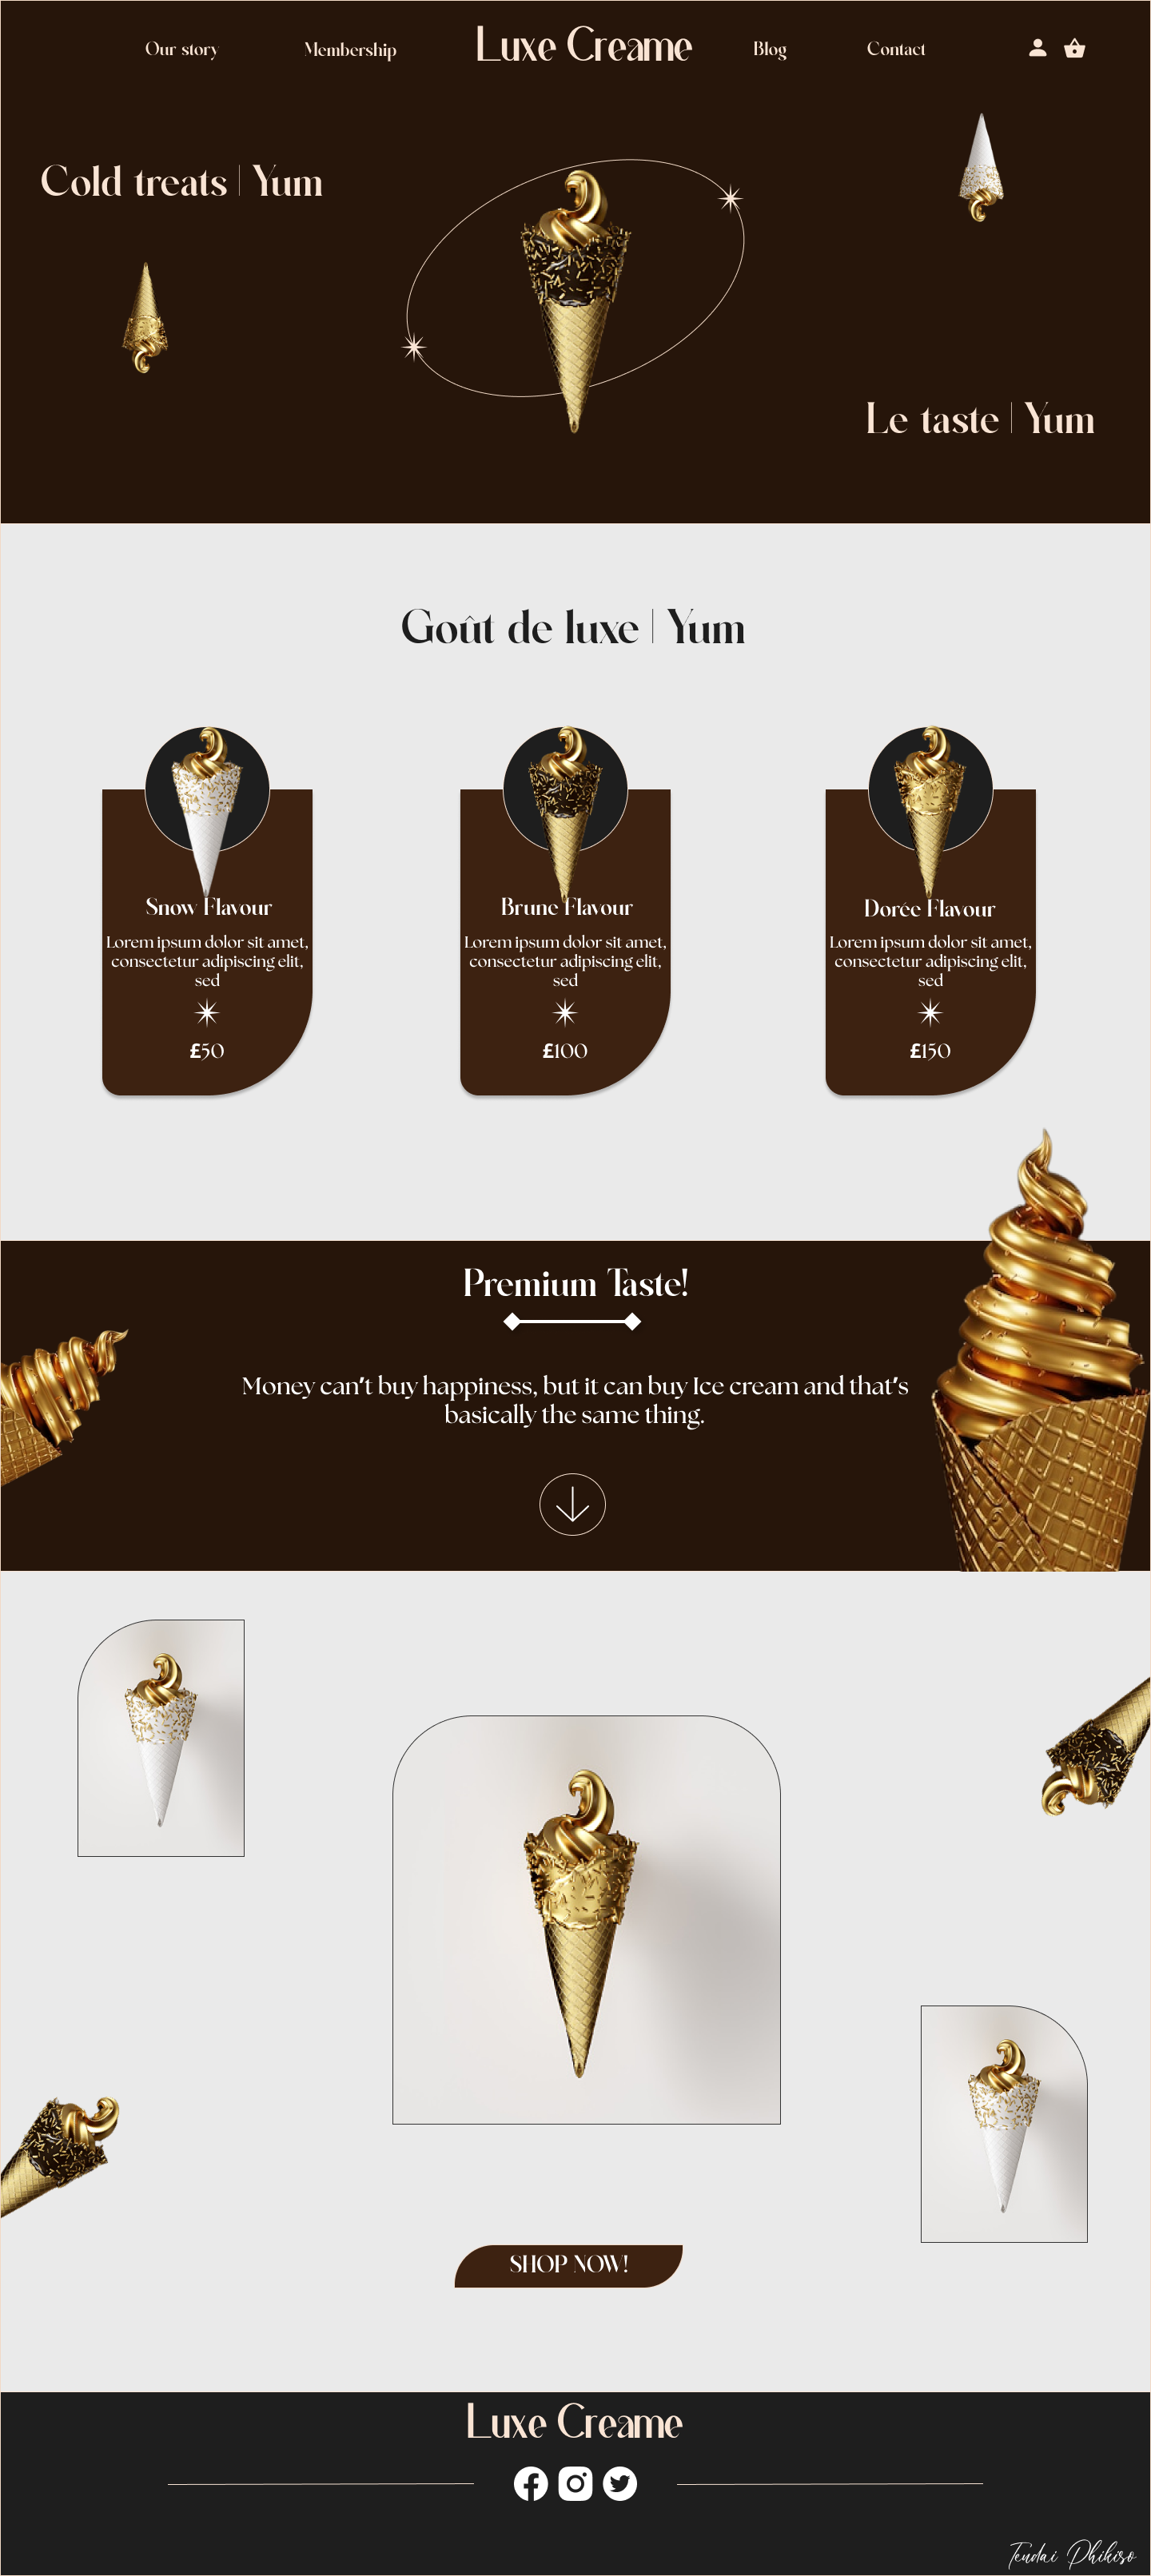 Our story
Membership
Luxe Creame
Blog
Contact
Cold treats | Yum
Le taste | Yum
Goût de luxe | Yum
Snow Flavour
Lorem ipsum dolor sit amet,
consectetur adipiscing elit,
sed
£50
Brune Flavour
Lorem ipsum dolor sit amet,
consectetur adipiscing elit,
sed
£100
Dorée Flavour
Lorem ipsum dolor sit amet,
consectetur adipiscing elit,
sed
£150
Premium Taste!
Money can't buy happiness, but it can buy Ice cream and that's
basically the same thing.
SHOP NOW!
Luxe Creame
Tendai Phikiso